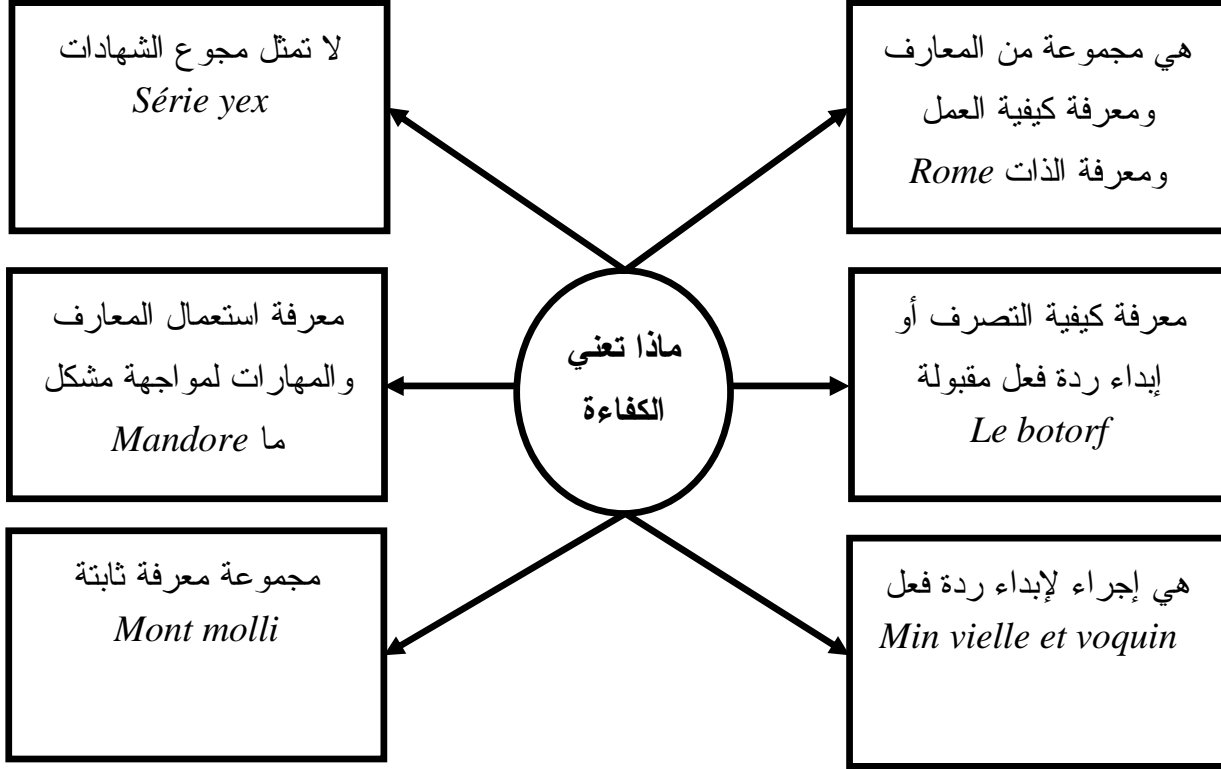 هي مجموعة من المعارف
ومعرفة كيفية العمل
ومعرفة الذات Rome
لا تمثل مجوع الشهادات
Série yex
ماذا تعني
الكفاءة
معرفة كيفية التصرف أو
إبداء ردة فعل مقبولة
Le botorf
معرفة استعمال المعارف
والمهارات لمواجهة مشكل
ما Mandore
هي إجراء لإبداء ردة فعل
Min vielle et voquin
مجموعة معرفة ثابتة
Mont molli